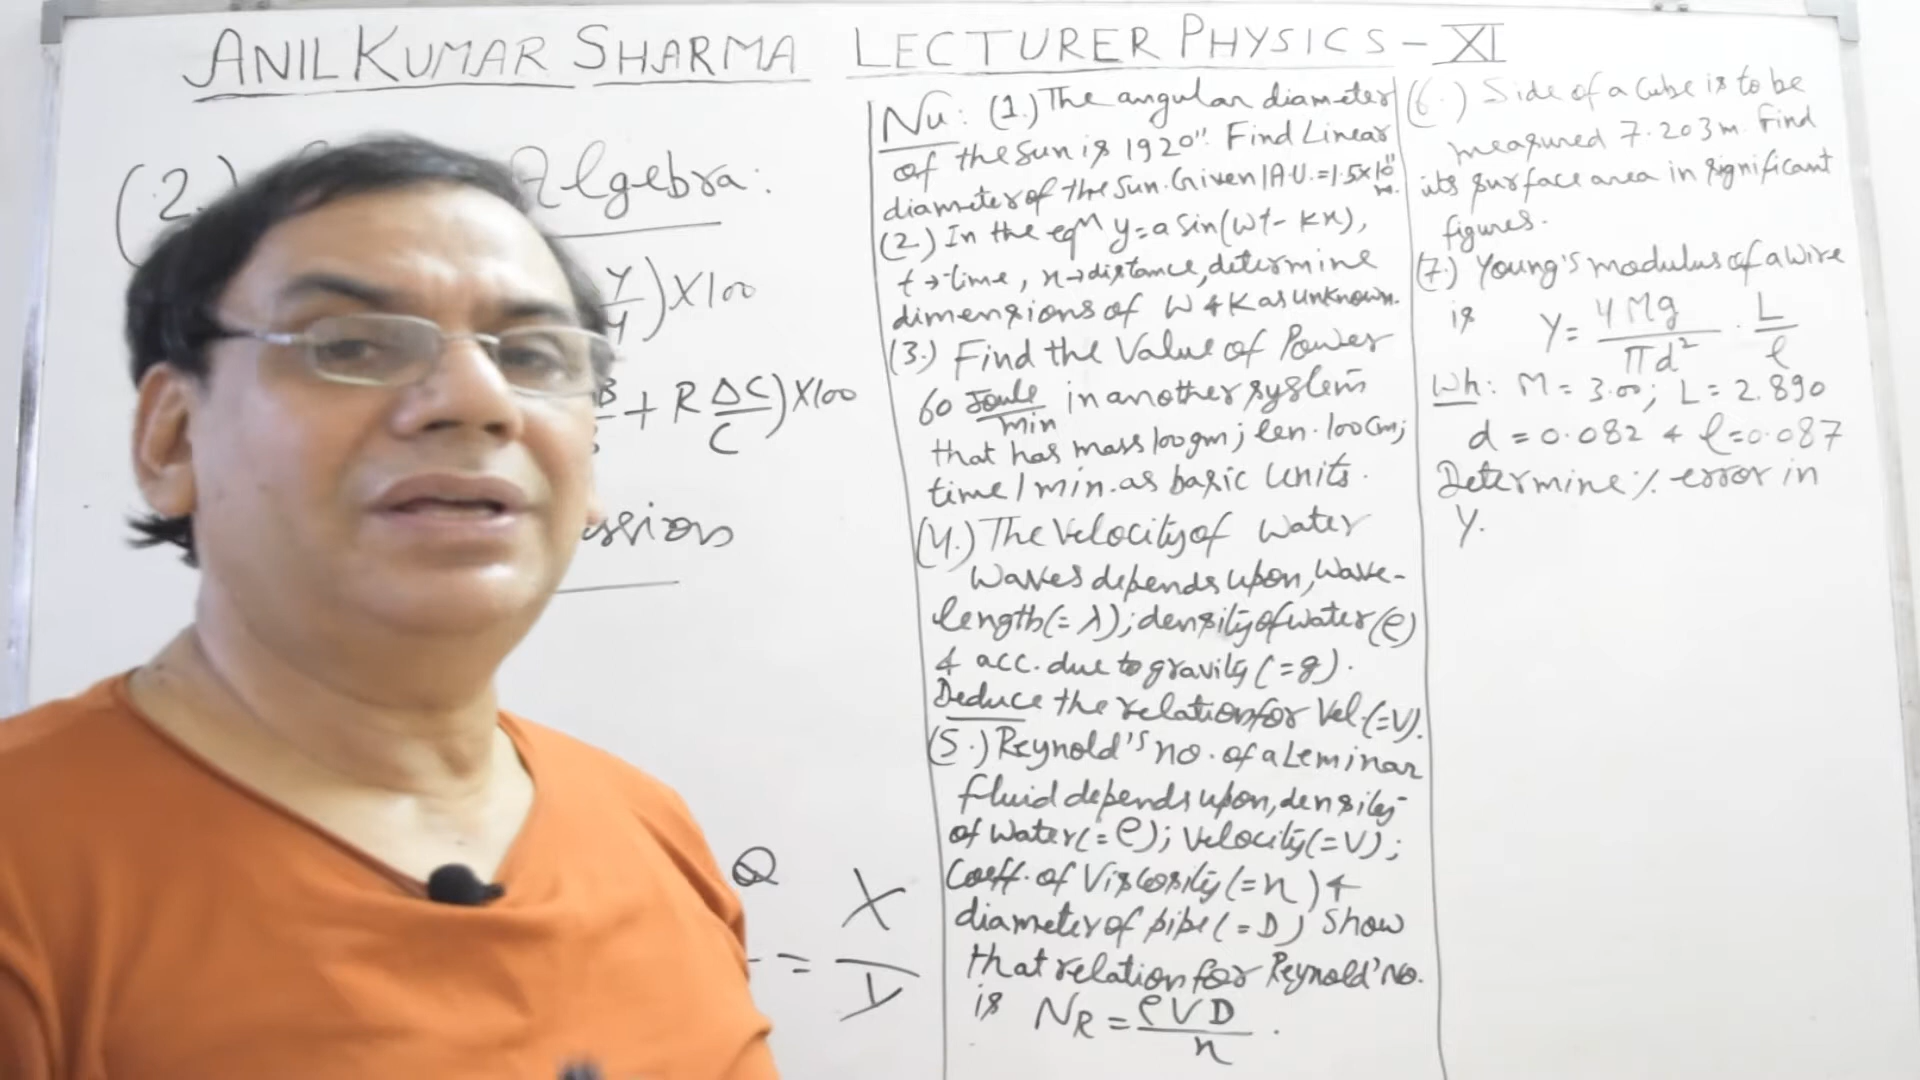 ANIL KUMAR SHARMA LECTURER PHYSICS - XI
(2.) Algebra:
Y/Y) X100
B + R ΔC/C) X100
ssion
Q
- = X/Y
Nu: (1.) The angular diameter
of the Sun is 1920". Find Linear
diameter of the Sun. Given 1 A.U. = 1.5x10¹¹ m.
(2.) In the eqⁿ y = a sin(ωt - kx),
t → time, x → distance, determine
dimensions of W & K as unknown.
(3.) Find the Value of Power
60 Joule/min in another system
that has mass 100gm; len. 100cm;
time 1 min. as basic units.
(4.) The Velocity of Water
Waves depends upon, Wave-
length (= λ); density of water (ρ)
& acc. due to gravity (= g).
Deduce the relation for Vel. (= V).
(5.) Reynold's no. of a Leminar
fluid depends upon, density
of water (= ρ); Velocity (= V);
Coeff. of Viscosity (= η) &
diameter of pipe (= D) Show
that relation for Reynold' No.
is N_R = ρVD/η .
(6.) Side of a Cube is to be
measured 7.203m. Find
its surface area in significant
figures.
(7.) Young's modulus of a Wire
is Y = 4Mg/πd² . L/ℓ
Wh: M = 3.00; L = 2.890
d = 0.082 & ℓ = 0.087
Determine % error in
Y.